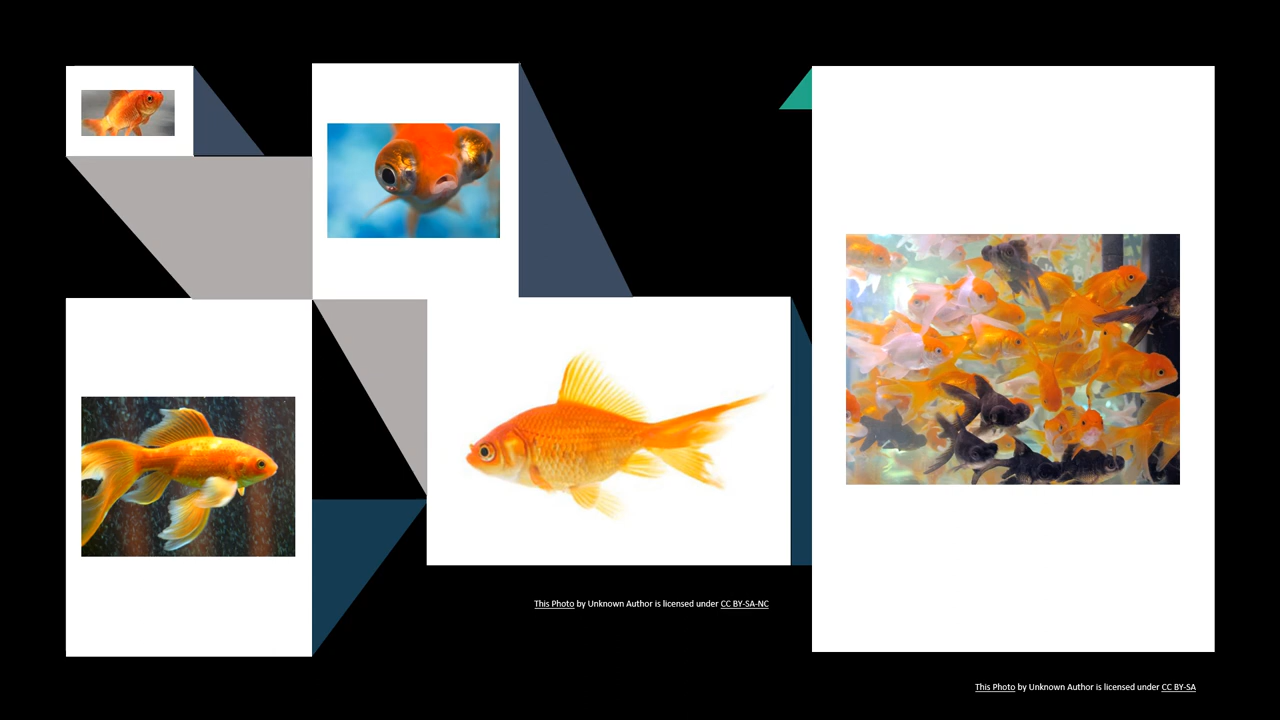 This Photo by Unknown Author is licensed under CC BY-SA-NC
This Photo by Unknown Author is licensed under CC BY-SA